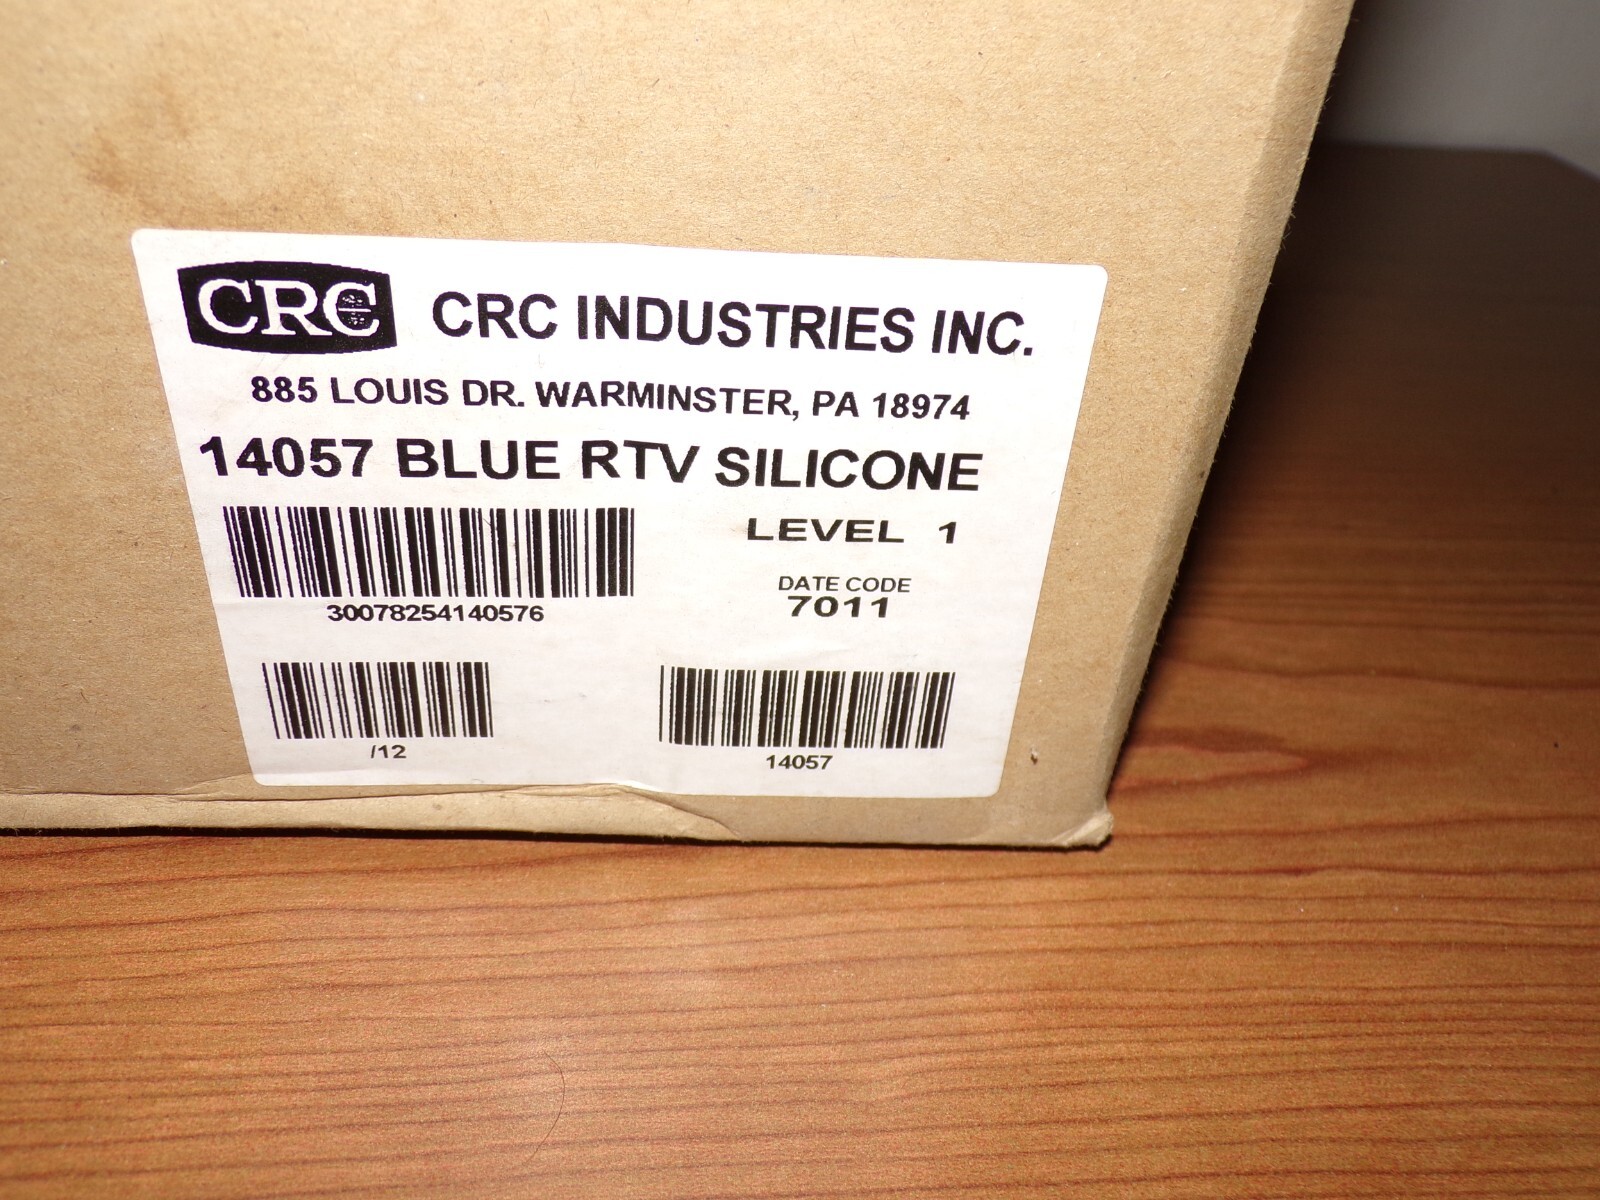 CRC CRC INDUSTRIES INC.
885 LOUIS DR. WARMINSTER, PA 18974
14057 BLUE RTV SILICONE
LEVEL 1
30078254140576
DATE CODE
7011
/12
14057